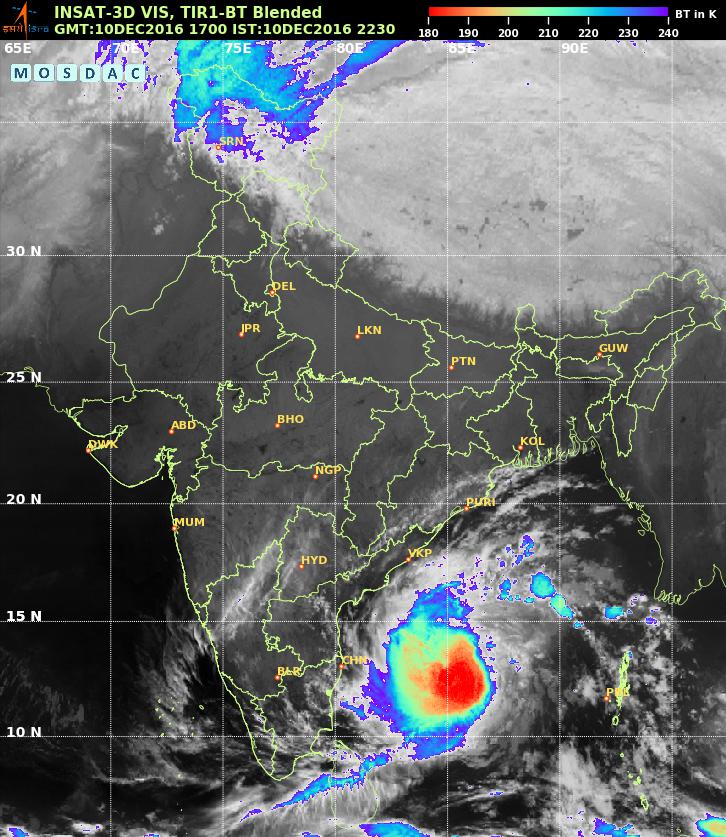 INSAT-3D VIS, TIR1-BT Blended
GMT:10DEC2016 1700 IST:10DEC2016 2230
BT in K
180 190 200 210 220 230 240
65E 70E 75E 80E 85E 90E
M O S D A C
SRN
30 N
DEL
JPR LKN
GUW
PTN
25 N
ABD BHO
DWK KOL
NGP
20 N
PURI
MUM
VKP
HYD
15 N
CHN
BLR
10 N